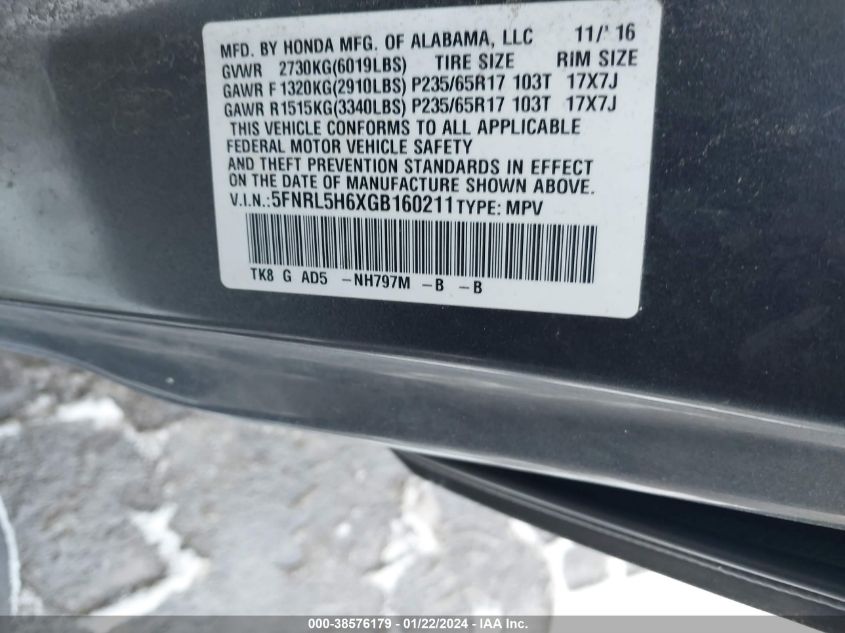 MFD. BY HONDA MFG. OF ALABAMA, LLC 11/'16
GVWR 2730KG(6019LBS) TIRE SIZE RIM SIZE
GAWR F 1320KG(2910LBS) P235/65R17 103T 17X7J
GAWR R1515KG(3340LBS) P235/65R17 103T 17X7J
THIS VEHICLE CONFORMS TO ALL APPLICABLE
FEDERAL MOTOR VEHICLE SAFETY
AND THEFT PREVENTION STANDARDS IN EFFECT
ON THE DATE OF MANUFACTURE SHOWN ABOVE.
V.I.N.:5FNRL5H6XGB160211 TYPE: MPV
TK8 G AD5 -NH797M -B -B
000-38576179 - 01/22/2024 - IAA Inc.